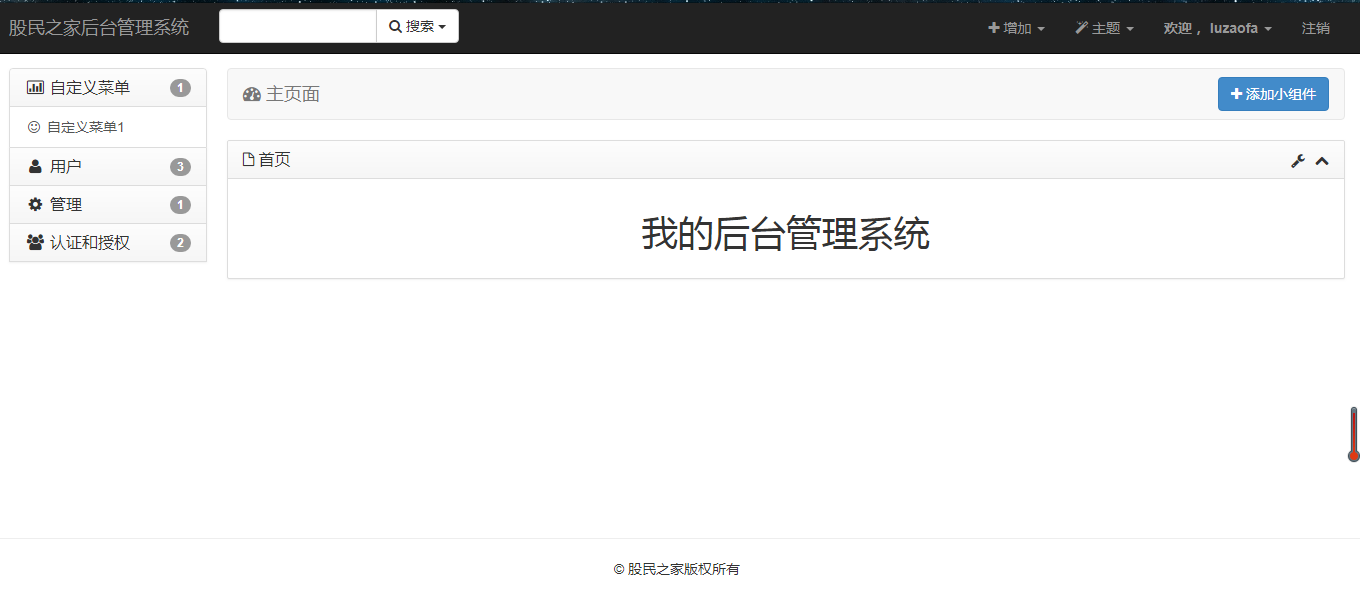 股民之家后台管理系统 搜索 增加 主题 欢迎， luzaofa 注销
自定义菜单 1
自定义菜单1
用户 3
管理 1
认证和授权 2
主页面 添加小组件
首页
我的后台管理系统
© 股民之家版权所有